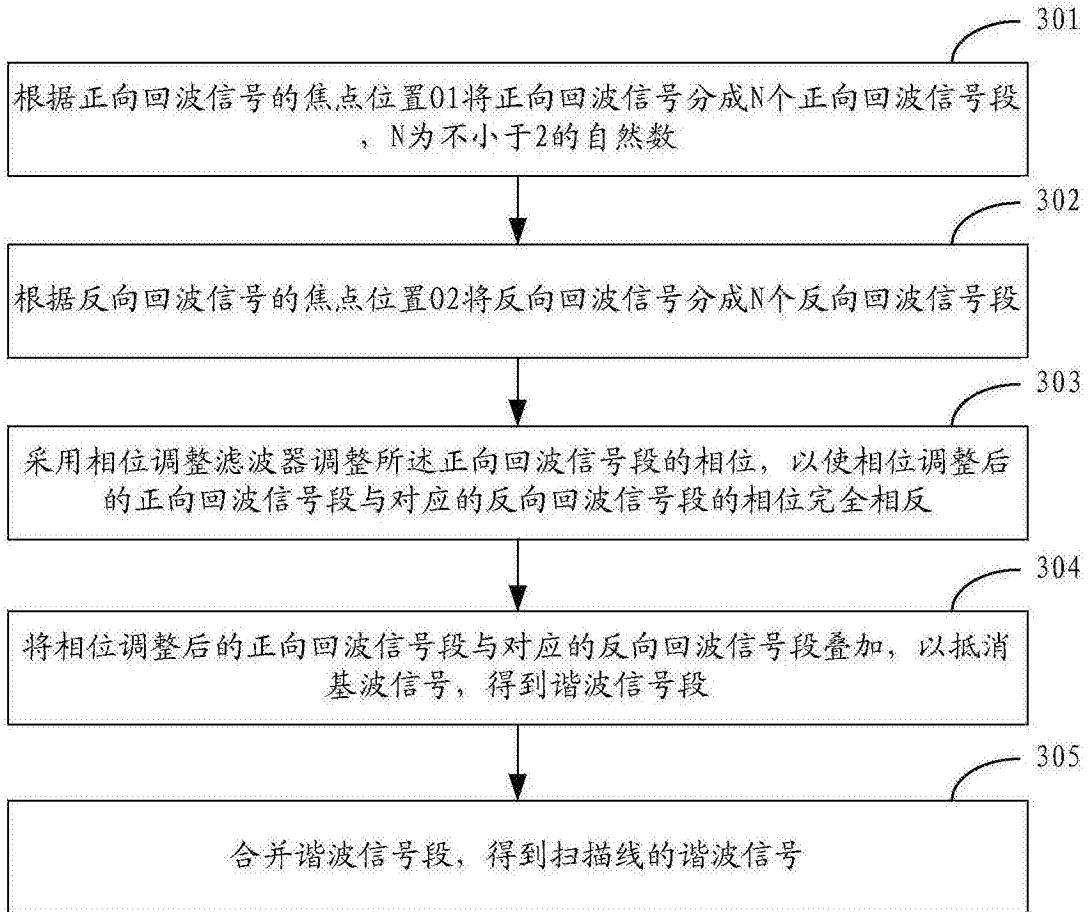 301
根据正向回波信号的焦点位置O1将正向回波信号分成N个正向回波信号段
，N为不小于2的自然数
302
根据反向回波信号的焦点位置O2将反向回波信号分成N个反向回波信号段
303
采用相位调整滤波器调整所述正向回波信号段的相位，以使相位调整后
的正向回波信号段与对应的反向回波信号段的相位完全相反
304
将相位调整后的正向回波信号段与对应的反向回波信号段叠加，以抵消
基波信号，得到谐波信号段
305
合并谐波信号段，得到扫描线的谐波信号